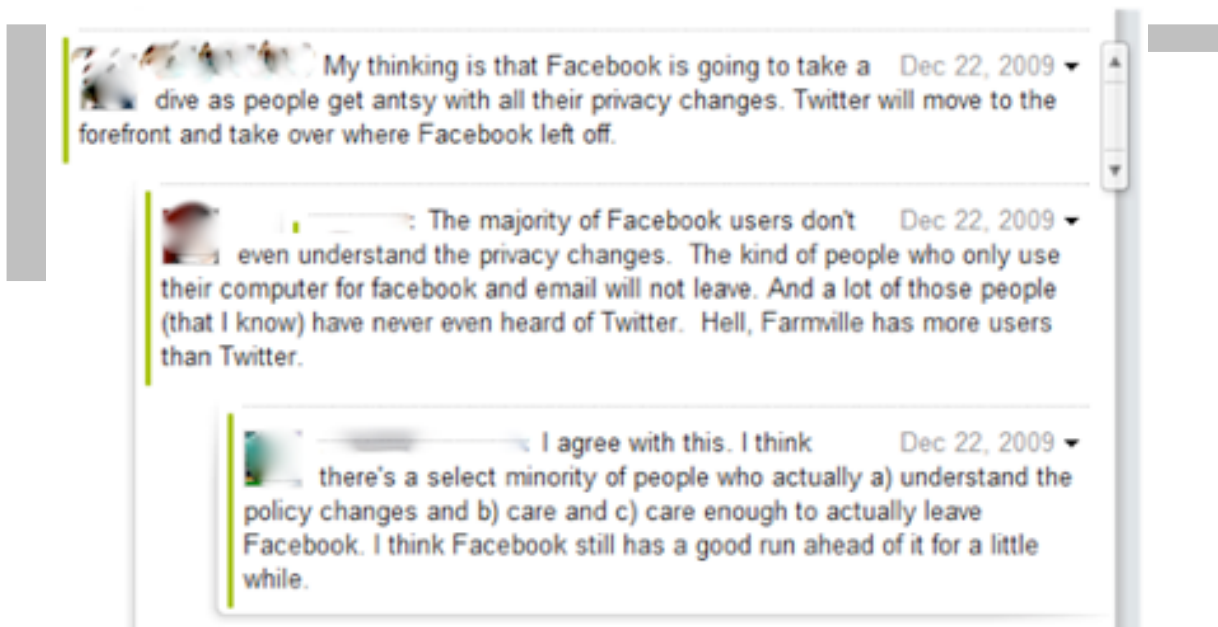 My thinking is that Facebook is going to take a Dec 22, 2009
dive as people get antsy with all their privacy changes. Twitter will move to the
forefront and take over where Facebook left off.
: The majority of Facebook users don't Dec 22, 2009
even understand the privacy changes. The kind of people who only use
their computer for facebook and email will not leave. And a lot of those people
(that I know) have never even heard of Twitter. Hell, Farmville has more users
than Twitter.
I agree with this. I think Dec 22, 2009
there's a select minority of people who actually a) understand the
policy changes and b) care and c) care enough to actually leave
Facebook. I think Facebook still has a good run ahead of it for a little
while.